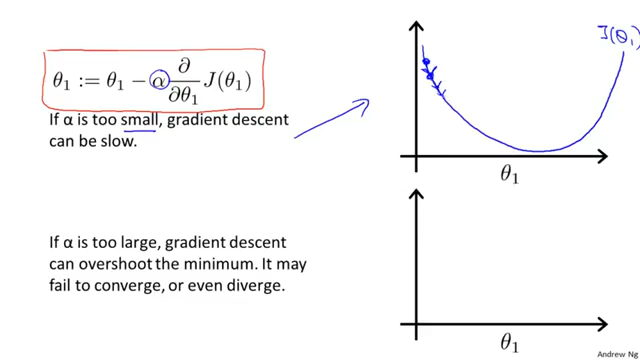 J(θ₁)
θ₁ := θ₁ − α ∂/∂θ₁ J(θ₁)
If α is too small, gradient descent
can be slow.
θ₁
If α is too large, gradient descent
can overshoot the minimum. It may
fail to converge, or even diverge.
θ₁
Andrew Ng